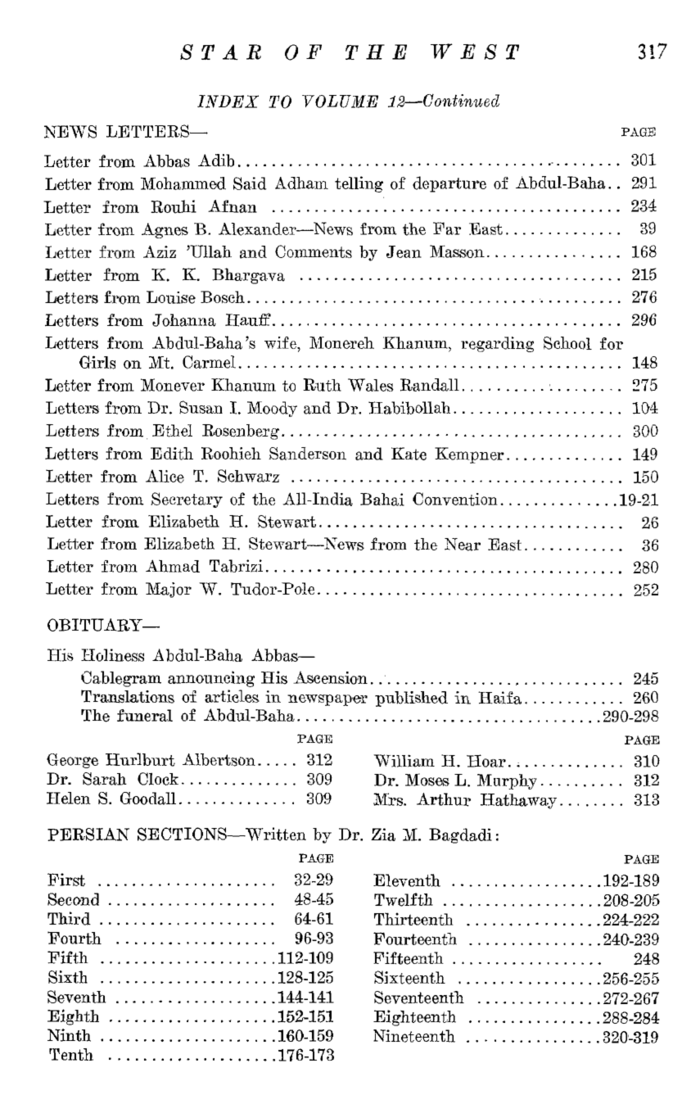 STAR OF THE WEST 317
INDEX TO VOLUME 12—Continued
NEWS LETTERS— PAGE
Letter from Abbas Adib........................................... 301
Letter from Mohammed Said Adham telling of departure of Abdul-Baha.. 291
Letter from Rouhi Afnan ........................................ 234
Letter from Agnes B. Alexander—News from the Far East.............. 39
Letter from Aziz 'Ullah and Comments by Jean Masson................ 168
Letter from K. K. Bhargava ..................................... 215
Letters from Louise Bosch.......................................... 276
Letters from Johanna Hauff........................................ 296
Letters from Abdul-Baha's wife, Monereh Khanum, regarding School for
Girls on Mt. Carmel............................................ 148
Letter from Monever Khanum to Ruth Wales Randall................... 275
Letters from Dr. Susan I. Moody and Dr. Habibollah................... 104
Letters from Ethel Rosenberg....................................... 300
Letters from Edith Roohieh Sanderson and Kate Kempner.............. 149
Letter from Alice T. Schwarz ...................................... 150
Letters from Secretary of the All-India Bahai Convention..............19-21
Letter from Elizabeth H. Stewart................................... 26
Letter from Elizabeth H. Stewart—News from the Near East............ 36
Letter from Ahmad Tabrizi......................................... 280
Letter from Major W. Tudor-Pole................................... 252
OBITUARY—
His Holiness Abdul-Baha Abbas—
Cablegram announcing His Ascension............................. 245
Translations of articles in newspaper published in Haifa............ 260
The funeral of Abdul-Baha...................................290-298
PAGE PAGE
George Hurlburt Albertson..... 312 William H. Hoar.............. 310
Dr. Sarah Clock.............. 309 Dr. Moses L. Murphy.......... 312
Helen S. Goodall.............. 309 Mrs. Arthur Hathaway........ 313
PERSIAN SECTIONS—Written by Dr. Zia M. Bagdadi:
PAGE PAGE
First ..................... 32-29 Eleventh ..................192-189
Second .................... 48-45 Twelfth ...................208-205
Third ..................... 64-61 Thirteenth ................224-222
Fourth ................... 96-93 Fourteenth ................240-239
Fifth .....................112-109 Fifteenth .................. 248
Sixth .....................128-125 Sixteenth .................256-255
Seventh ...................144-141 Seventeenth ...............272-267
Eighth ....................152-151 Eighteenth ................288-284
Ninth .....................160-159 Nineteenth ................320-319
Tenth ....................176-173